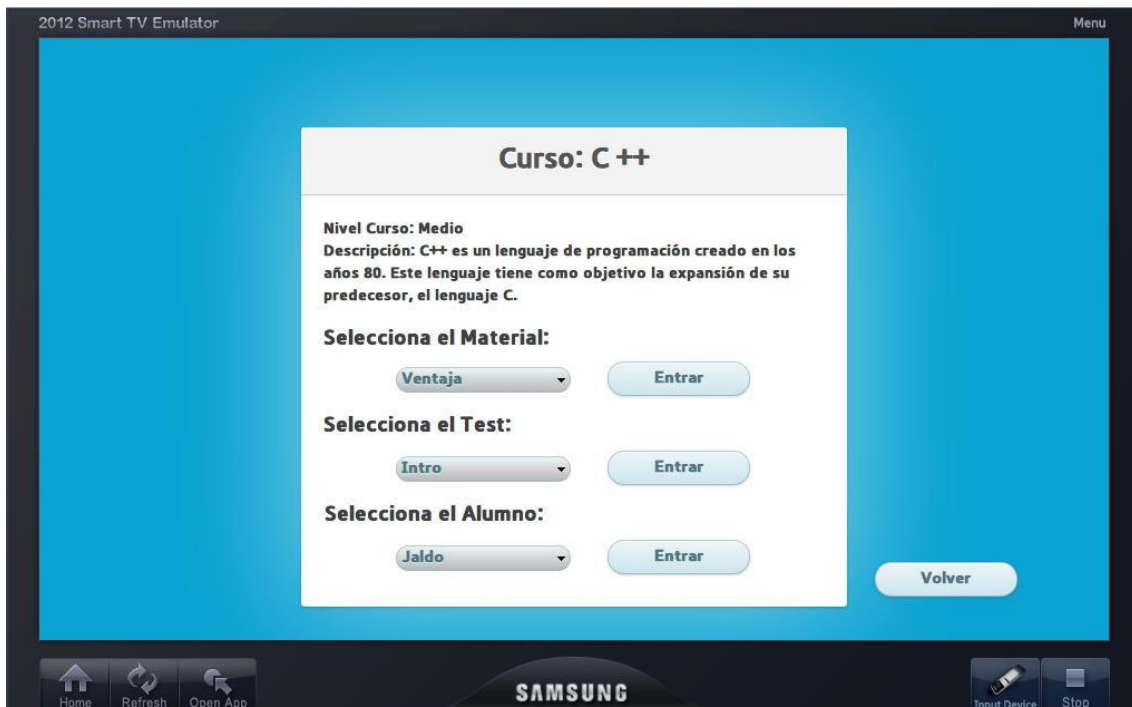 2012 Smart TV Emulator
Menu
Curso: C ++
Nivel Curso: Medio
Descripción: C++ es un lenguaje de programación creado en los
años 80. Este lenguaje tiene como objetivo la expansión de su
predecesor, el lenguaje C.
Selecciona el Material:
Ventaja
Entrar
Selecciona el Test:
Intro
Entrar
Selecciona el Alumno:
Jaldo
Entrar
Volver
Home
Refresh
Open App
SAMSUNG
Input Device
Stop